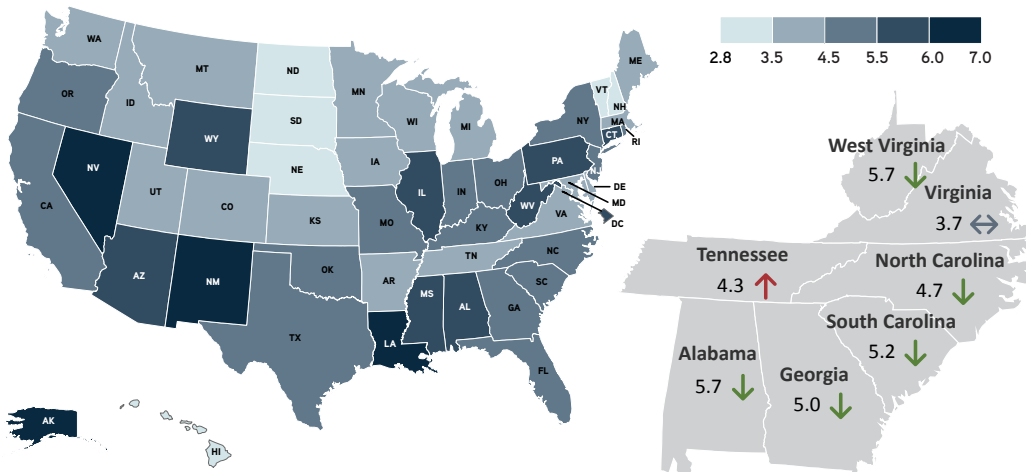 WA
MT
ND
MN
ME
OR
ID
SD
WI
MI
VT
NH
NY
MA
CT
RI
WY
NE
IA
PA
NJ
NV
UT
CO
IL
IN
OH
DE
MD
DC
CA
KS
MO
WV
VA
KY
AZ
NM
OK
AR
TN
NC
SC
TX
LA
MS
AL
GA
FL
AK
HI
2.8 3.5 4.5 5.5 6.0 7.0
West Virginia
5.7
Virginia
3.7
Tennessee
4.3
North Carolina
4.7
South Carolina
5.2
Alabama
5.7
Georgia
5.0